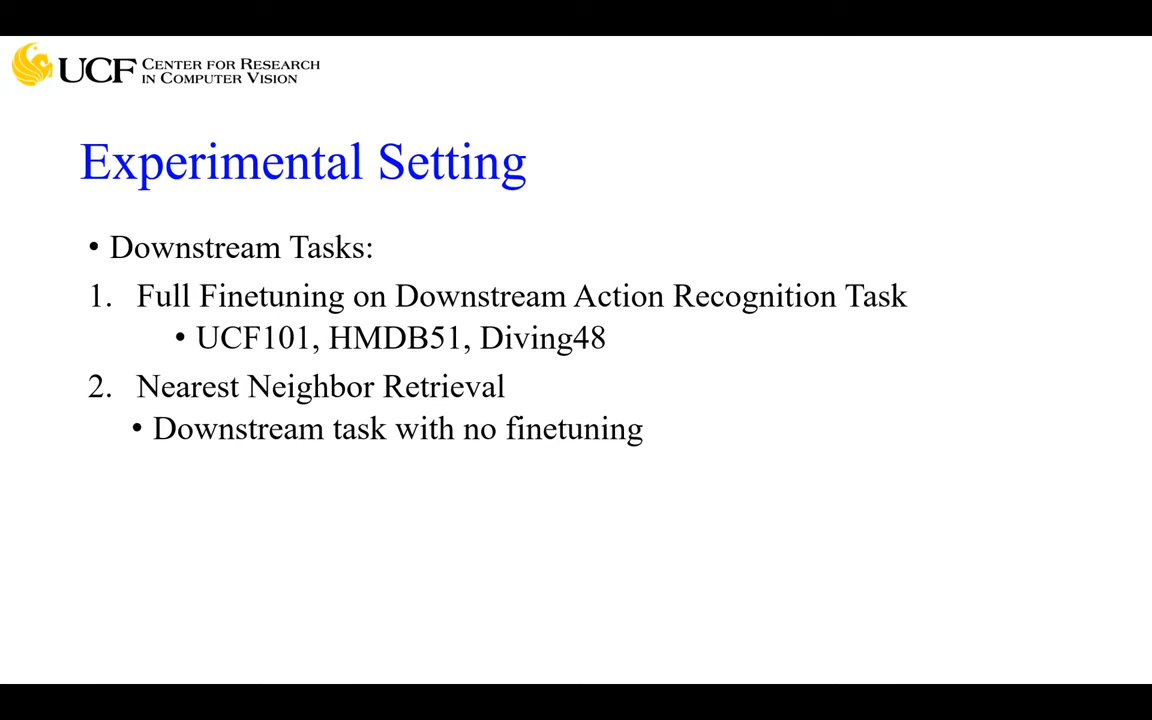 UCF CENTER FOR RESEARCH
IN COMPUTER VISION
Experimental Setting
• Downstream Tasks:
1. Full Finetuning on Downstream Action Recognition Task
• UCF101, HMDB51, Diving48
2. Nearest Neighbor Retrieval
• Downstream task with no finetuning